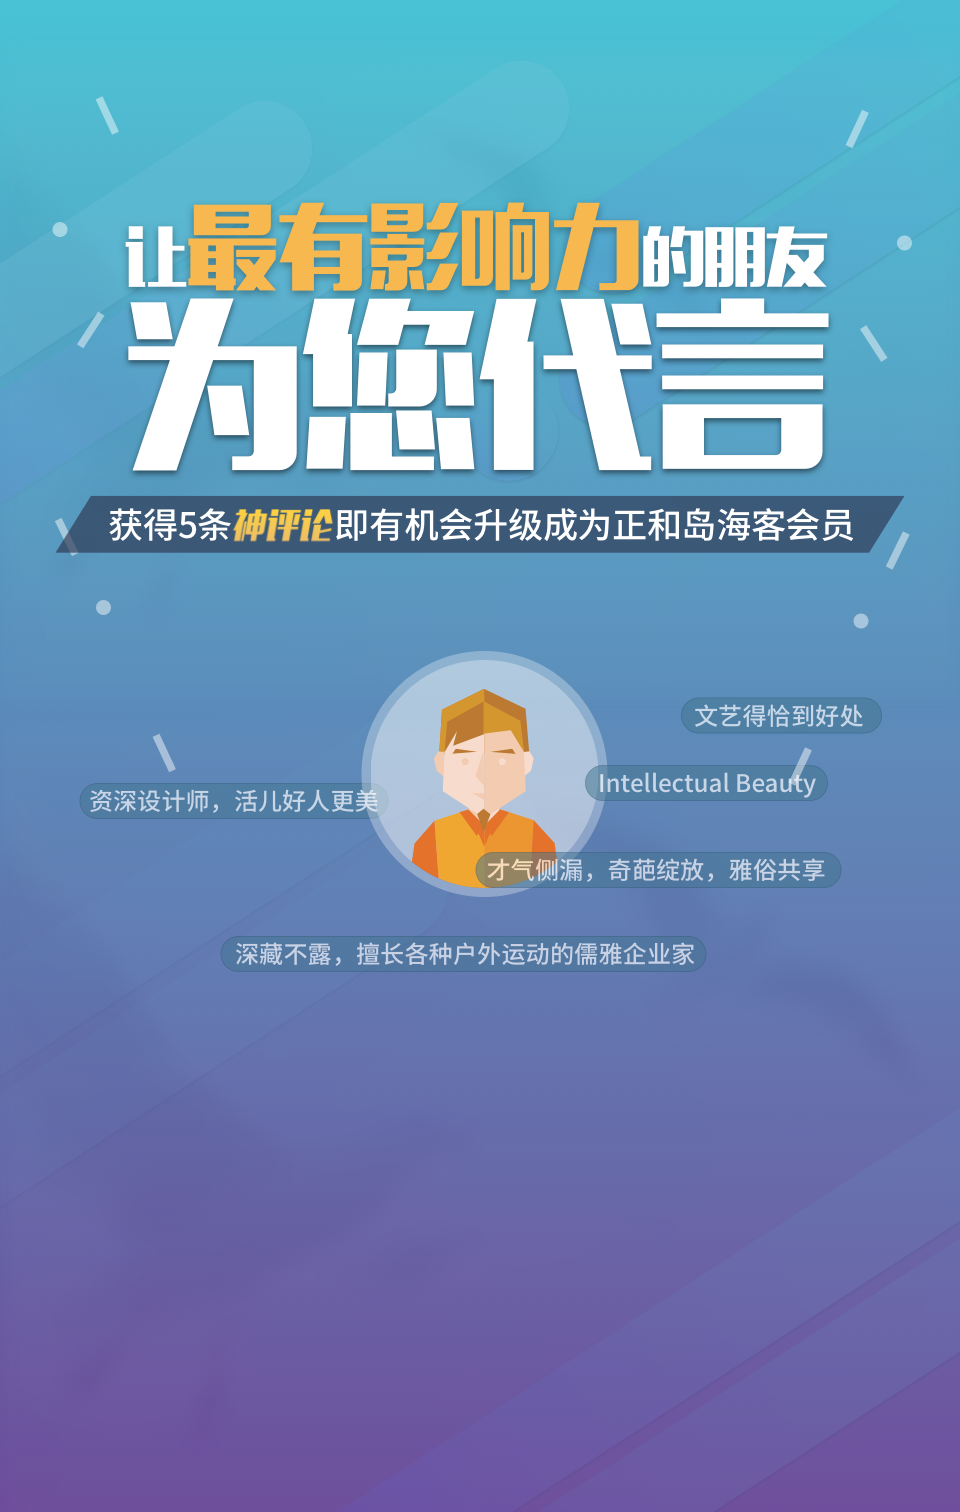 让最有影响力的朋友
为您代言
获得5条神评论即有机会升级成为正和岛海客会员
文艺得恰到好处
Intellectual Beauty
资深设计师，活儿好人更美
才气侧漏，奇葩绽放，雅俗共享
深藏不露，擅长各种户外运动的儒雅企业家